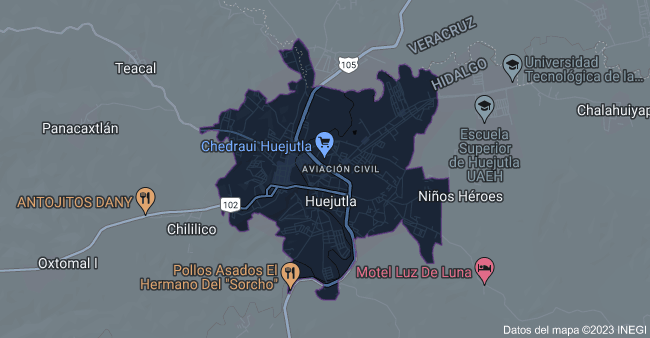 VERACRUZ
105
HIDALGO
Universidad
Tecnológica de la...
Teacal
Chalahuiyap
Panacaxtlán
Chedraui Huejutla
Escuela
Superior
de Huejutla
UAEH
AVIACIÓN CIVIL
ANTOJITOS DANY
102
Huejutla
Niños Héroes
Chililico
Oxtomal I
Pollos Asados El
Hermano Del "Sorcho"
Motel Luz De Luna
Datos del mapa ©2023 INEGI